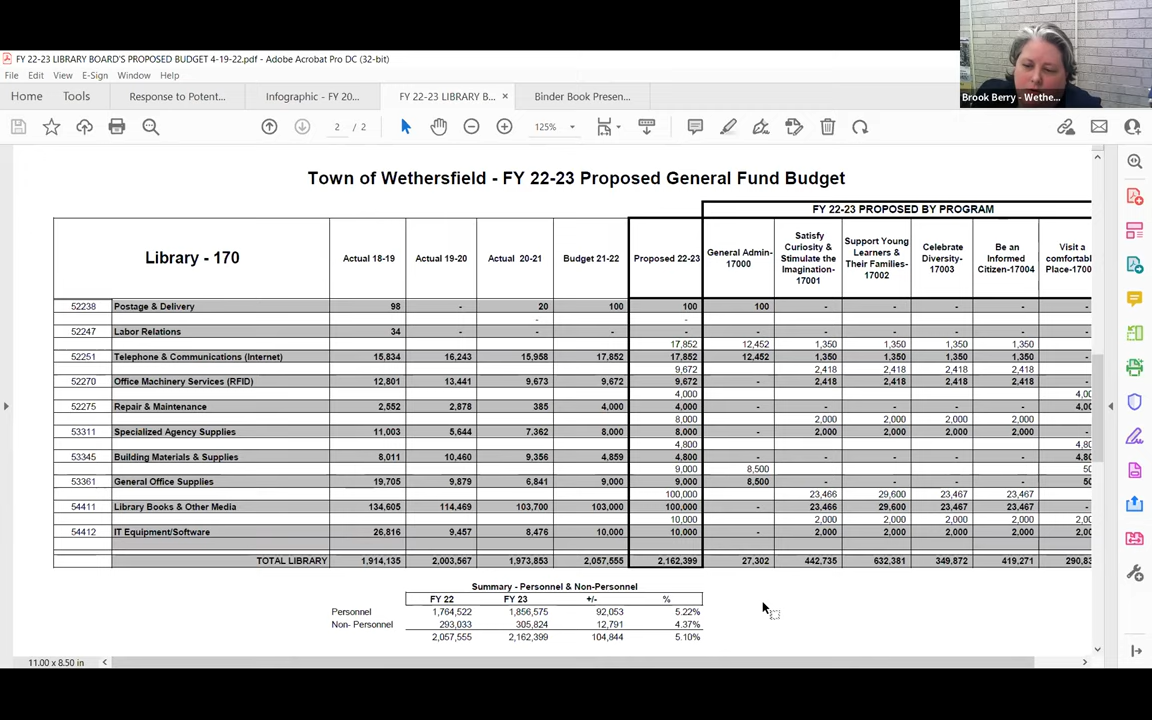 FY 22-23 LIBRARY BOARD'S PROPOSED BUDGET 4-19-22.pdf - Adobe Acrobat Pro DC (32-bit)
File Edit View E-Sign Window Help
Home Tools Response to Potent... Infographic - FY 20... FY 22-23 LIBRARY B... × Binder Book Presen...
Brook Berry - Wethe...
2 / 2 125%
Town of Wethersfield - FY 22-23 Proposed General Fund Budget
FY 22-23 PROPOSED BY PROGRAM
Library - 170 Actual 18-19 Actual 19-20 Actual 20-21 Budget 21-22 Proposed 22-23 General Admin-17000 Satisfy Curiosity & Stimulate the Imagination-17001 Support Young Learners & Their Families-17002 Celebrate Diversity-17003 Be an Informed Citizen-17004 Visit a comfortab Place-1700
52238 Postage & Delivery 98 - 20 100 100 100 - - - - -
- -
52247 Labor Relations 34 - - - - - - - - - -
17,852 12,452 1,350 1,350 1,350 1,350
52251 Telephone & Communications (Internet) 15,834 16,243 15,958 17,852 17,852 12,452 1,350 1,350 1,350 1,350 -
9,672 2,418 2,418 2,418 2,418
52270 Office Machinery Services (RFID) 12,801 13,441 9,673 9,672 9,672 - 2,418 2,418 2,418 2,418 -
4,000 4,00
52275 Repair & Maintenance 2,552 2,878 385 4,000 4,000 - - - - - 4,00
8,000 2,000 2,000 2,000 2,000
53311 Specialized Agency Supplies 11,003 5,644 7,362 8,000 8,000 - 2,000 2,000 2,000 2,000 -
4,800 4,80
53345 Building Materials & Supplies 8,011 10,460 9,356 4,859 4,800 - - - - - 4,80
9,000 8,500 50
53361 General Office Supplies 19,705 9,879 6,841 9,000 9,000 8,500 - - - - 50
100,000 23,466 29,600 23,467 23,467
54411 Library Books & Other Media 134,605 114,469 103,700 103,000 100,000 - 23,466 29,600 23,467 23,467 -
10,000 2,000 2,000 2,000 2,000 2,00
54412 IT Equipment/Software 26,816 9,457 8,476 10,000 10,000 - 2,000 2,000 2,000 2,000 2,00
TOTAL LIBRARY 1,914,135 2,003,567 1,973,853 2,057,555 2,162,399 27,302 442,735 632,381 349,872 419,271 290,83
Summary - Personnel & Non-Personnel
FY 22 FY 23 +/- %
Personnel 1,764,522 1,856,575 92,053 5.22%
Non- Personnel 293,033 305,824 12,791 4.37%
2,057,555 2,162,399 104,844 5.10%
11.00 x 8.50 in